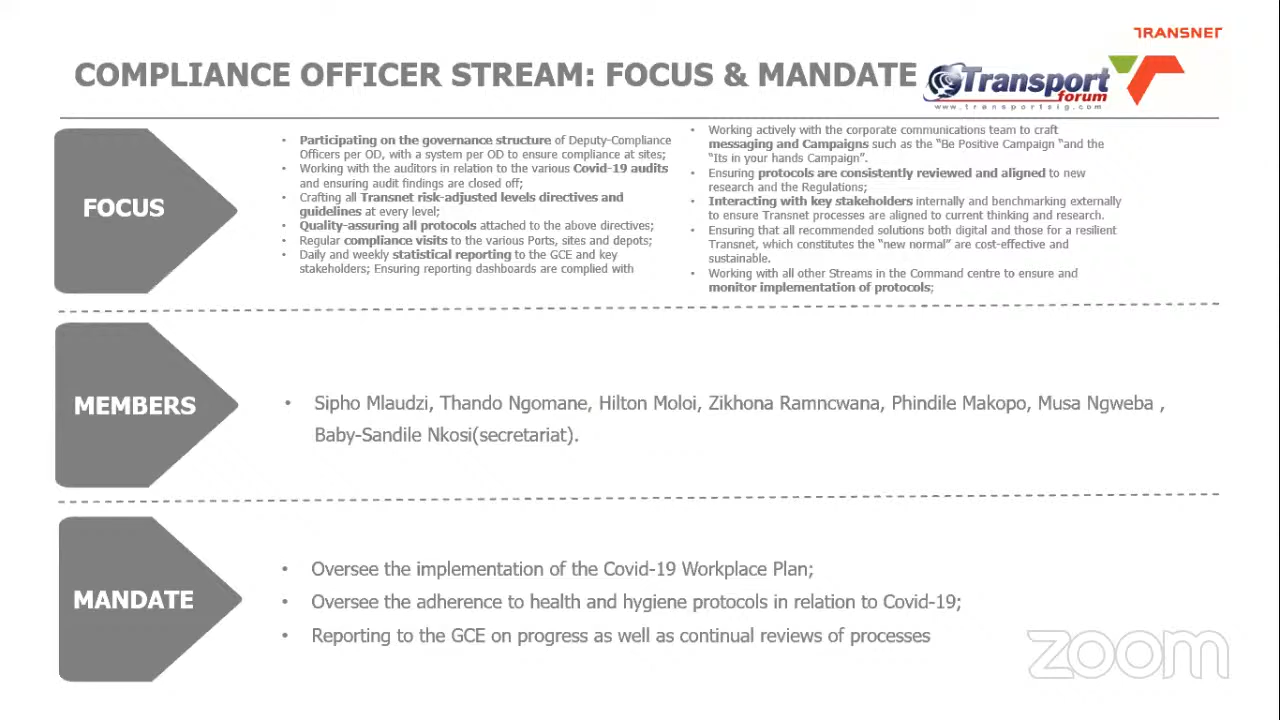 TRANSNET
COMPLIANCE OFFICER STREAM: FOCUS & MANDATE
Transport
forum
www.transportsig.com
FOCUS
• Participating on the governance structure of Deputy-Compliance
Officers per OD, with a system per OD to ensure compliance at sites;
• Working with the auditors in relation to the various Covid-19 audits
and ensuring audit findings are closed off;
• Crafting all Transnet risk-adjusted levels directives and
guidelines at every level;
• Quality-assuring all protocols attached to the above directives;
• Regular compliance visits to the various Ports, sites and depots;
• Daily and weekly statistical reporting to the GCE and key
stakeholders; Ensuring reporting dashboards are complied with
• Working actively with the corporate communications team to craft
messaging and Campaigns such as the “Be Positive Campaign “and the
“Its in your hands Campaign”.
• Ensuring protocols are consistently reviewed and aligned to new
research and the Regulations;
• Interacting with key stakeholders internally and benchmarking externally
to ensure Transnet processes are aligned to current thinking and research.
• Ensuring that all recommended solutions both digital and those for a resilient
Transnet, which constitutes the “new normal” are cost-effective and
sustainable.
• Working with all other Streams in the Command centre to ensure and
monitor implementation of protocols;
MEMBERS
• Sipho Mlaudzi, Thando Ngomane, Hilton Moloi, Zikhona Ramncwana, Phindile Makopo, Musa Ngweba ,
Baby-Sandile Nkosi(secretariat).
MANDATE
• Oversee the implementation of the Covid-19 Workplace Plan;
• Oversee the adherence to health and hygiene protocols in relation to Covid-19;
• Reporting to the GCE on progress as well as continual reviews of processes
zoom